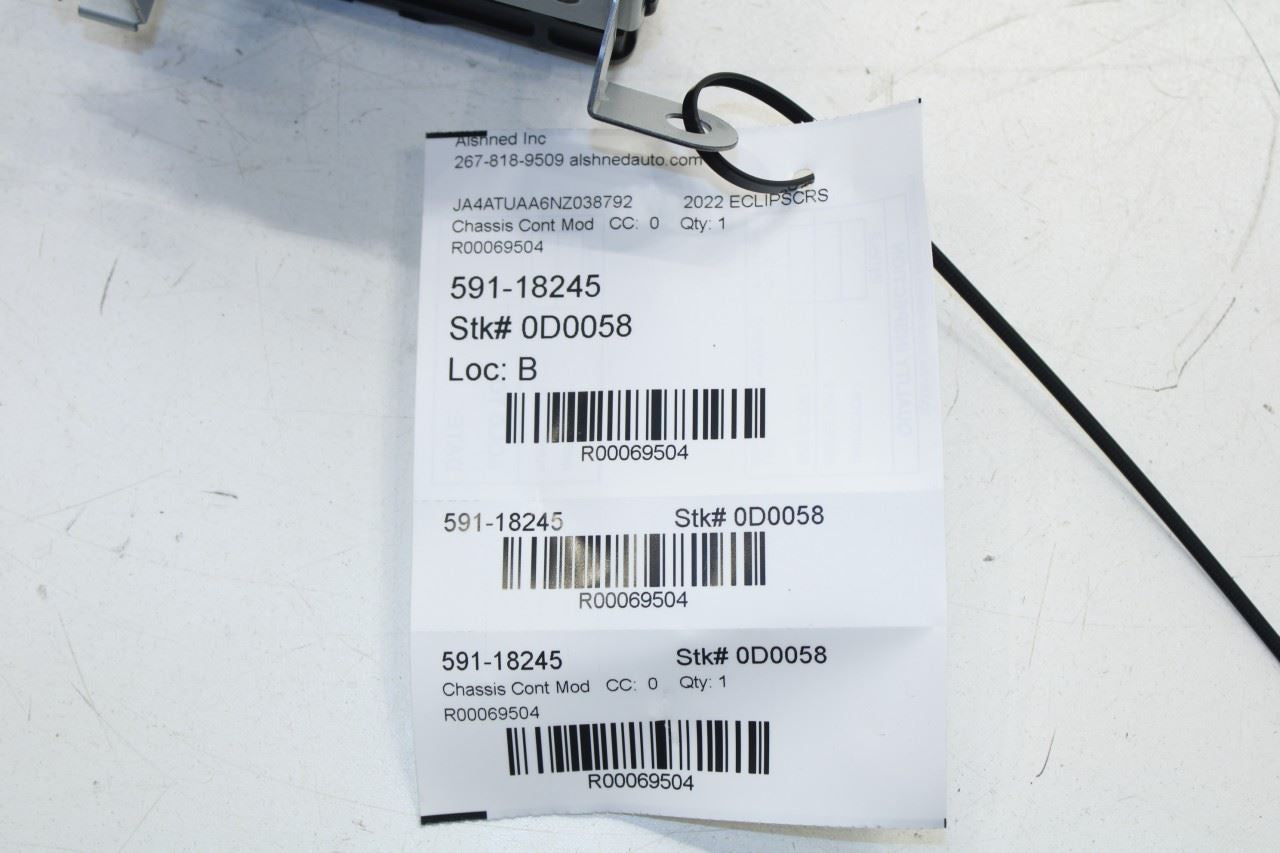 Alshned Inc
267-818-9509 alshnedauto.com
JA4ATUAA6NZ038792 2022 ECLIPSCRS
Chassis Cont Mod CC: 0 Qty: 1
R00069504
591-18245
Stk# 0D0058
Loc: B
R00069504
591-18245 Stk# 0D0058
R00069504
591-18245 Stk# 0D0058
Chassis Cont Mod CC: 0 Qty: 1
R00069504
R00069504